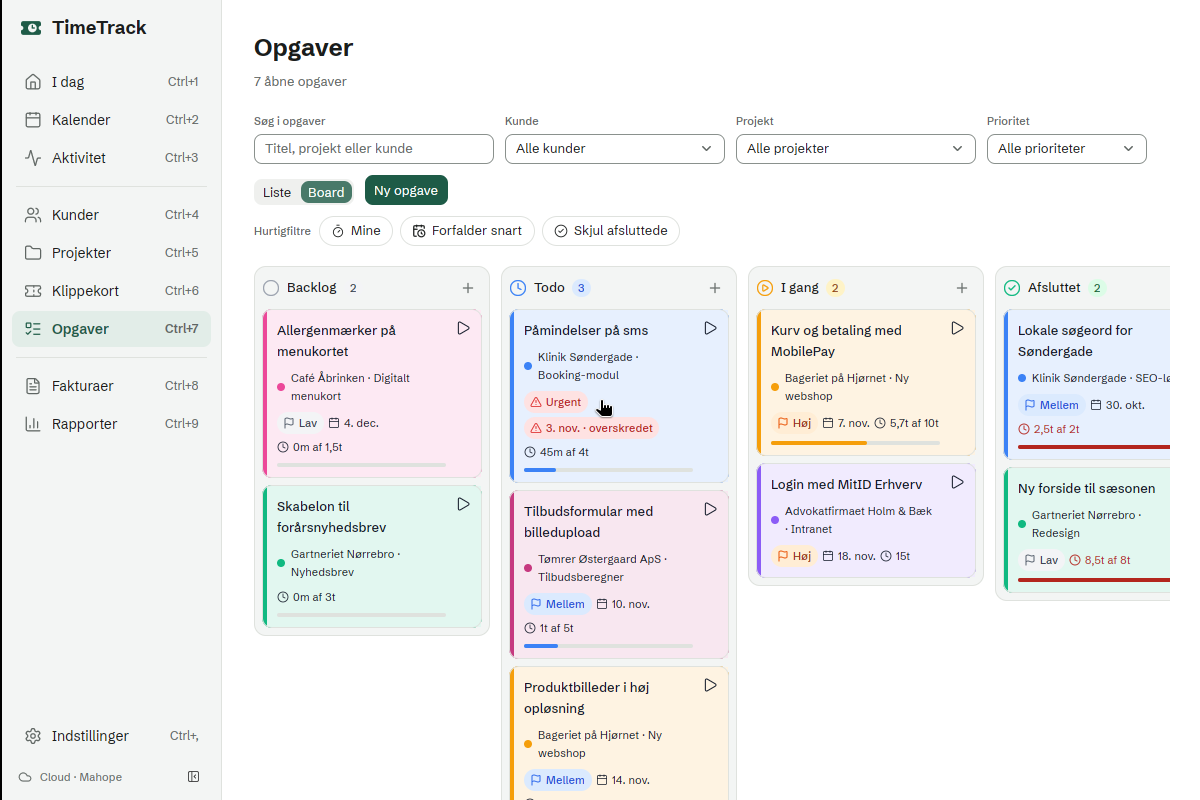 TimeTrack
I dag Ctrl+1
Kalender Ctrl+2
Aktivitet Ctrl+3
Kunder Ctrl+4
Projekter Ctrl+5
Klippekort Ctrl+6
Opgaver Ctrl+7
Fakturaer Ctrl+8
Rapporter Ctrl+9
Indstillinger Ctrl+,
Cloud · Mahope
Opgaver
7 åbne opgaver
Søg i opgaver
Titel, projekt eller kunde
Kunde
Alle kunder
Projekt
Alle projekter
Prioritet
Alle prioriteter
Liste
Board
Ny opgave
Hurtigfiltre
Mine
Forfalder snart
Skjul afsluttede
Backlog 2
Allergenmærker på
menukortet
Café Åbrinken · Digitalt
menukort
Lav 4. dec.
0m af 1,5t
Skabelon til
forårsnyhedsbrev
Gartneriet Nørrebro ·
Nyhedsbrev
0m af 3t
Todo 3
Påmindelser på sms
Klinik Søndergade ·
Booking-modul
Urgent
3. nov. · overskredet
45m af 4t
Tilbudsformular med
billedupload
Tømrer Østergaard ApS ·
Tilbudsberegner
Mellem 10. nov.
1t af 5t
Produktbilleder i høj
opløsning
Bageriet på Hjørnet · Ny
webshop
Mellem 14. nov.
I gang 2
Kurv og betaling med
MobilePay
Bageriet på Hjørnet · Ny
webshop
Høj 7. nov. 5,7t af 10t
Login med MitID Erhverv
Advokatfirmaet Holm & Bæk
· Intranet
Høj 18. nov. 15t
Afsluttet 2
Lokale søgeord for
Søndergade
Klinik Søndergade · SEO-lø
Mellem 30. okt.
2,5t af 2t
Ny forside til sæsonen
Gartneriet Nørrebro ·
Redesign
Lav 8,5t af 8t